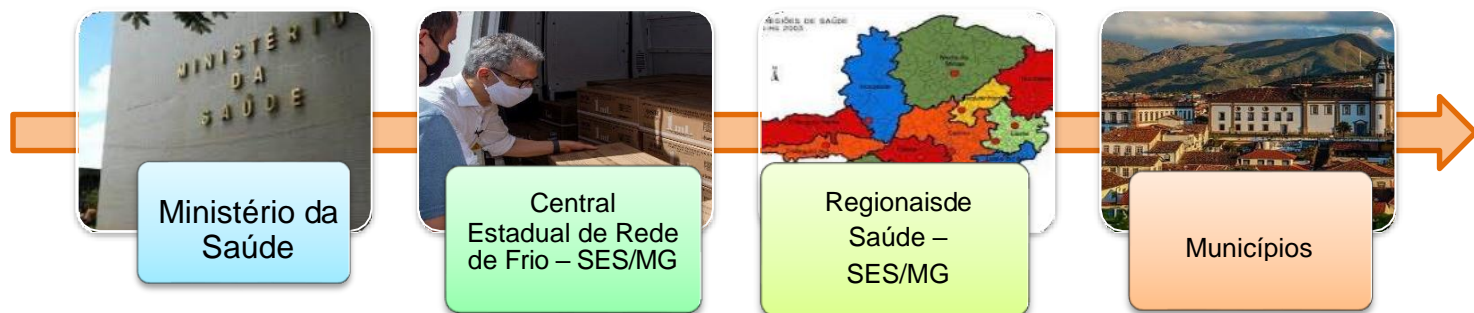 MINISTÉRIO
DA
SAÚDE
Ministério da
Saúde
Central
Estadual de Rede
de Frio – SES/MG
Regionaisde
Saúde –
SES/MG
Municípios